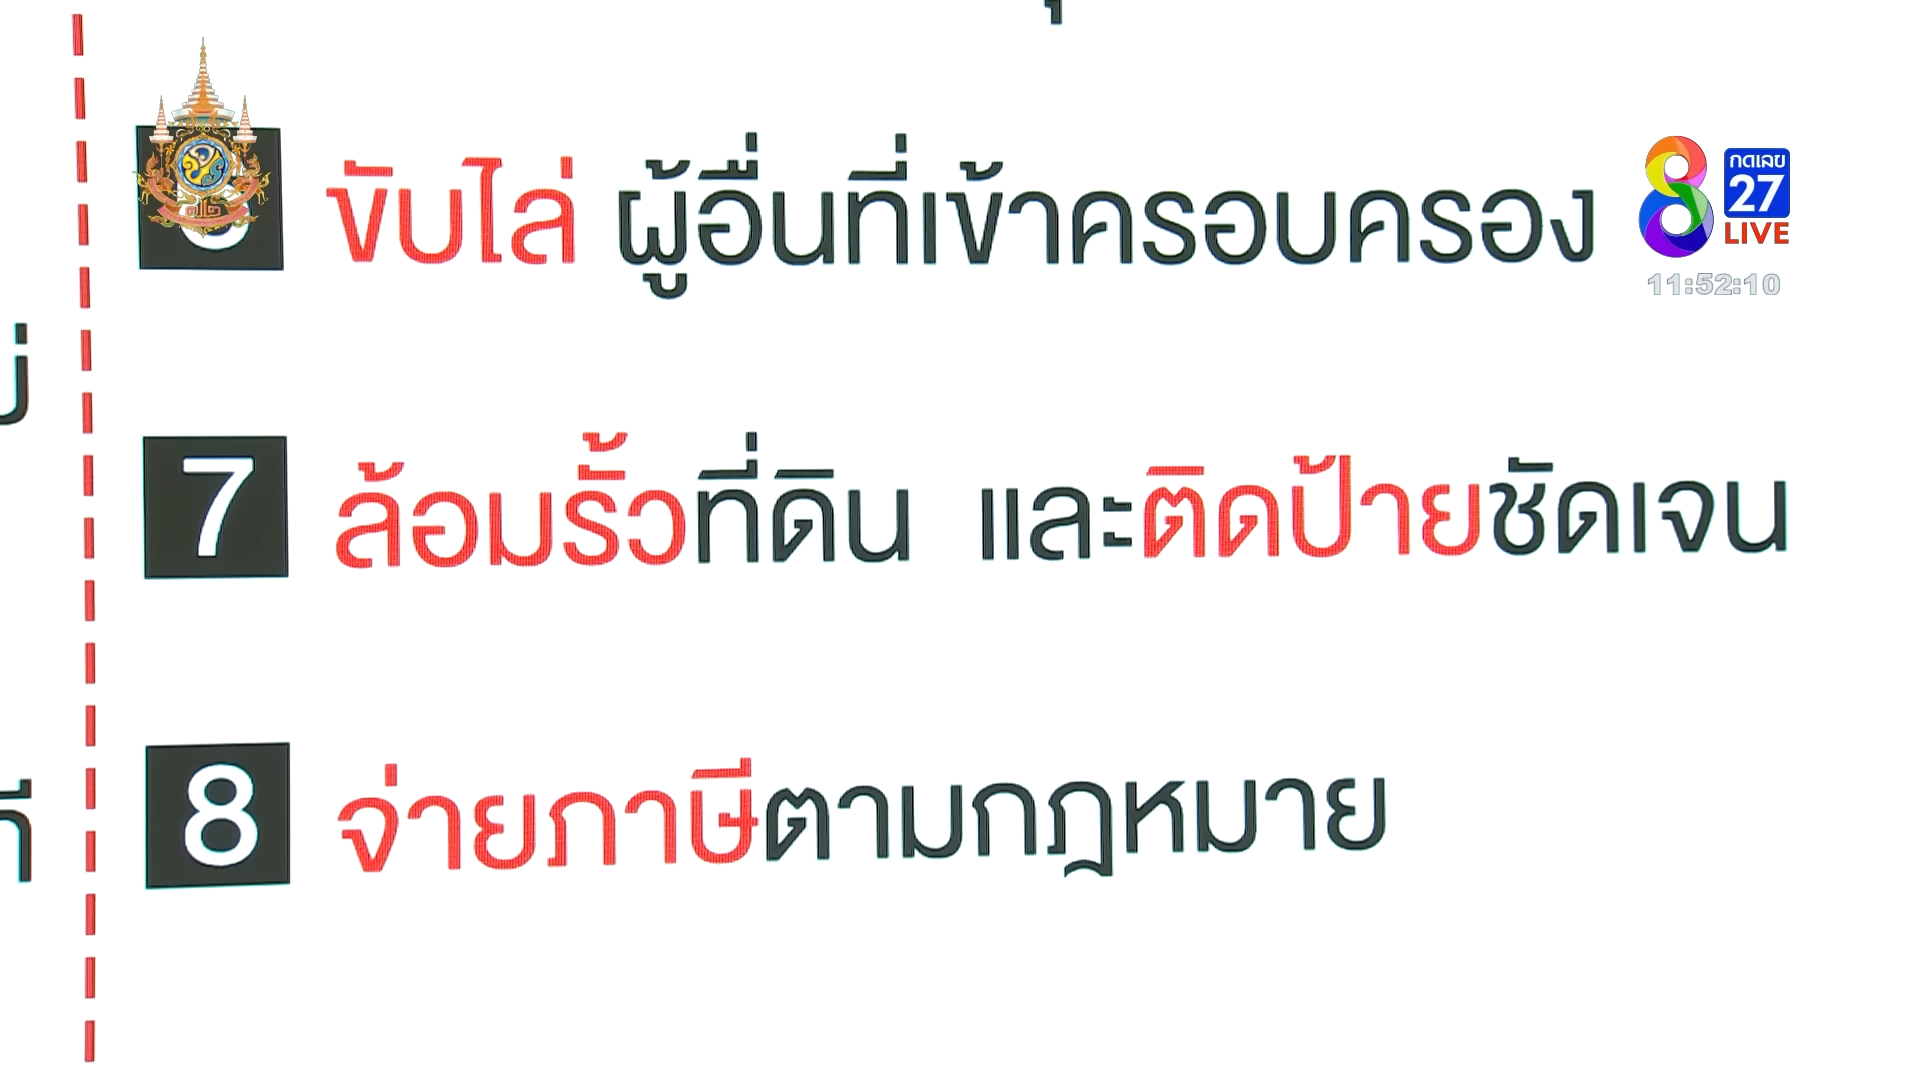 ขับไล่ ผู้อื่นที่เข้าครอบครอง
กดเลข
27
LIVE
11:52:10
7 ล้อมรั้วที่ดิน และติดป้ายชัดเจน
8 จ่ายภาษีตามกฎหมาย